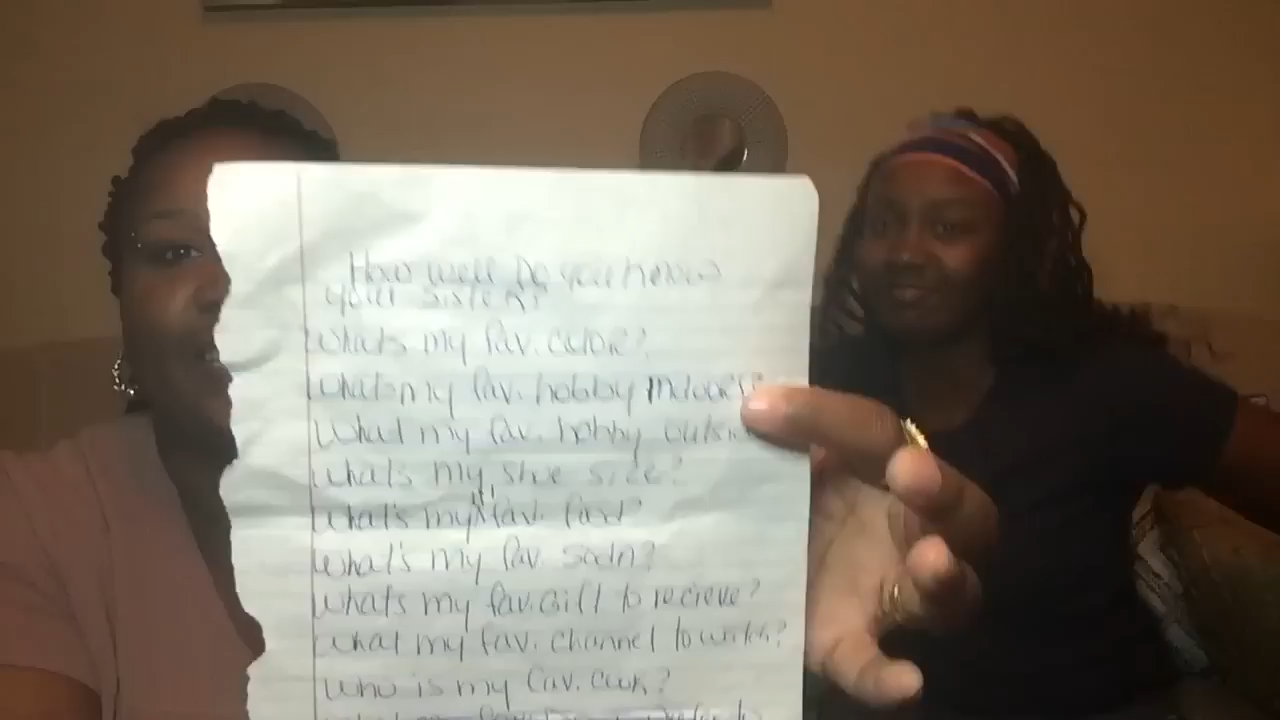 How well Do you know
your sister?
What's my fav. color?
What's my fav. hobby indoors?
What my fav. hobby outside
What's my shoe size?
What's my fav. food?
What's my fav. soda?
Whats my fav. Gift to recieve?
What my fav. channel to watch?
Who is my fav. cook?